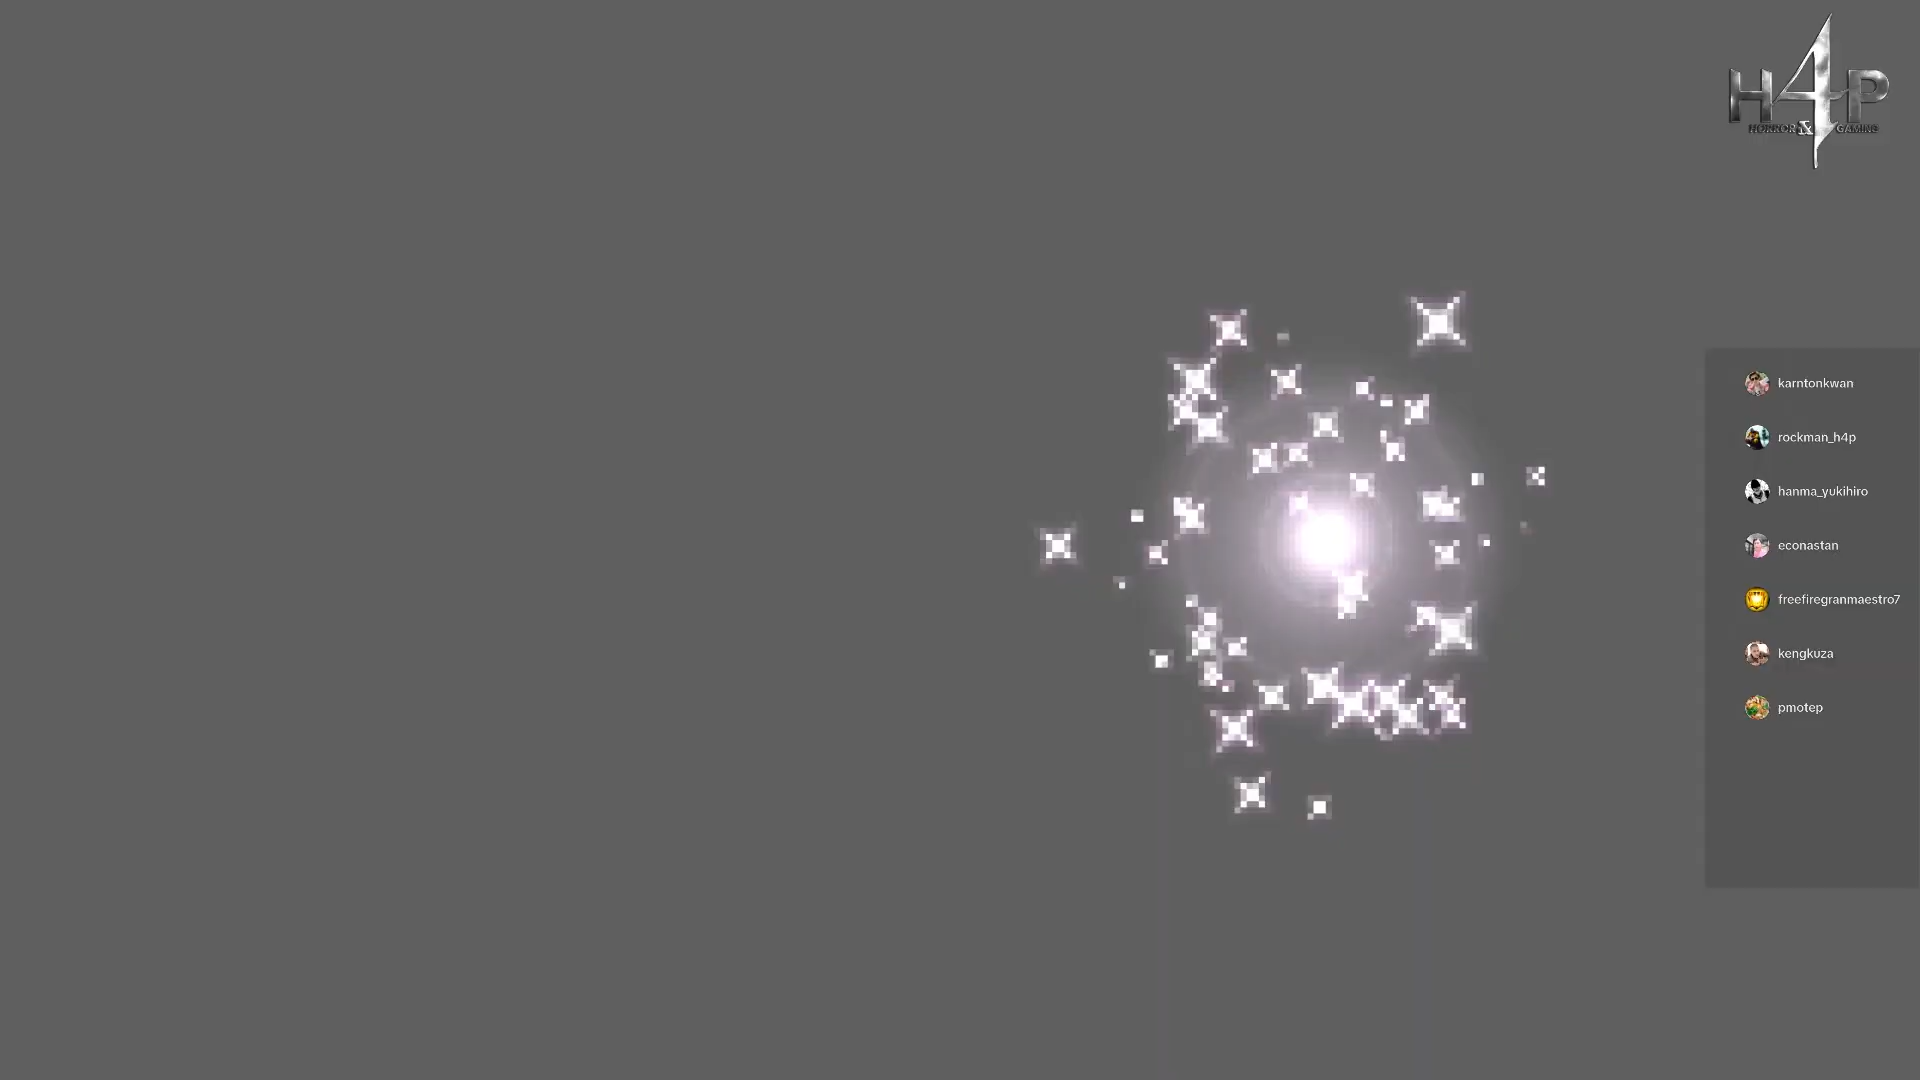 H4P
HORROR & GAMING
karntonkwan
rockman_h4p
hanma_yukihiro
econastan
freefiregranmaestro7
kengkuza
pmotep